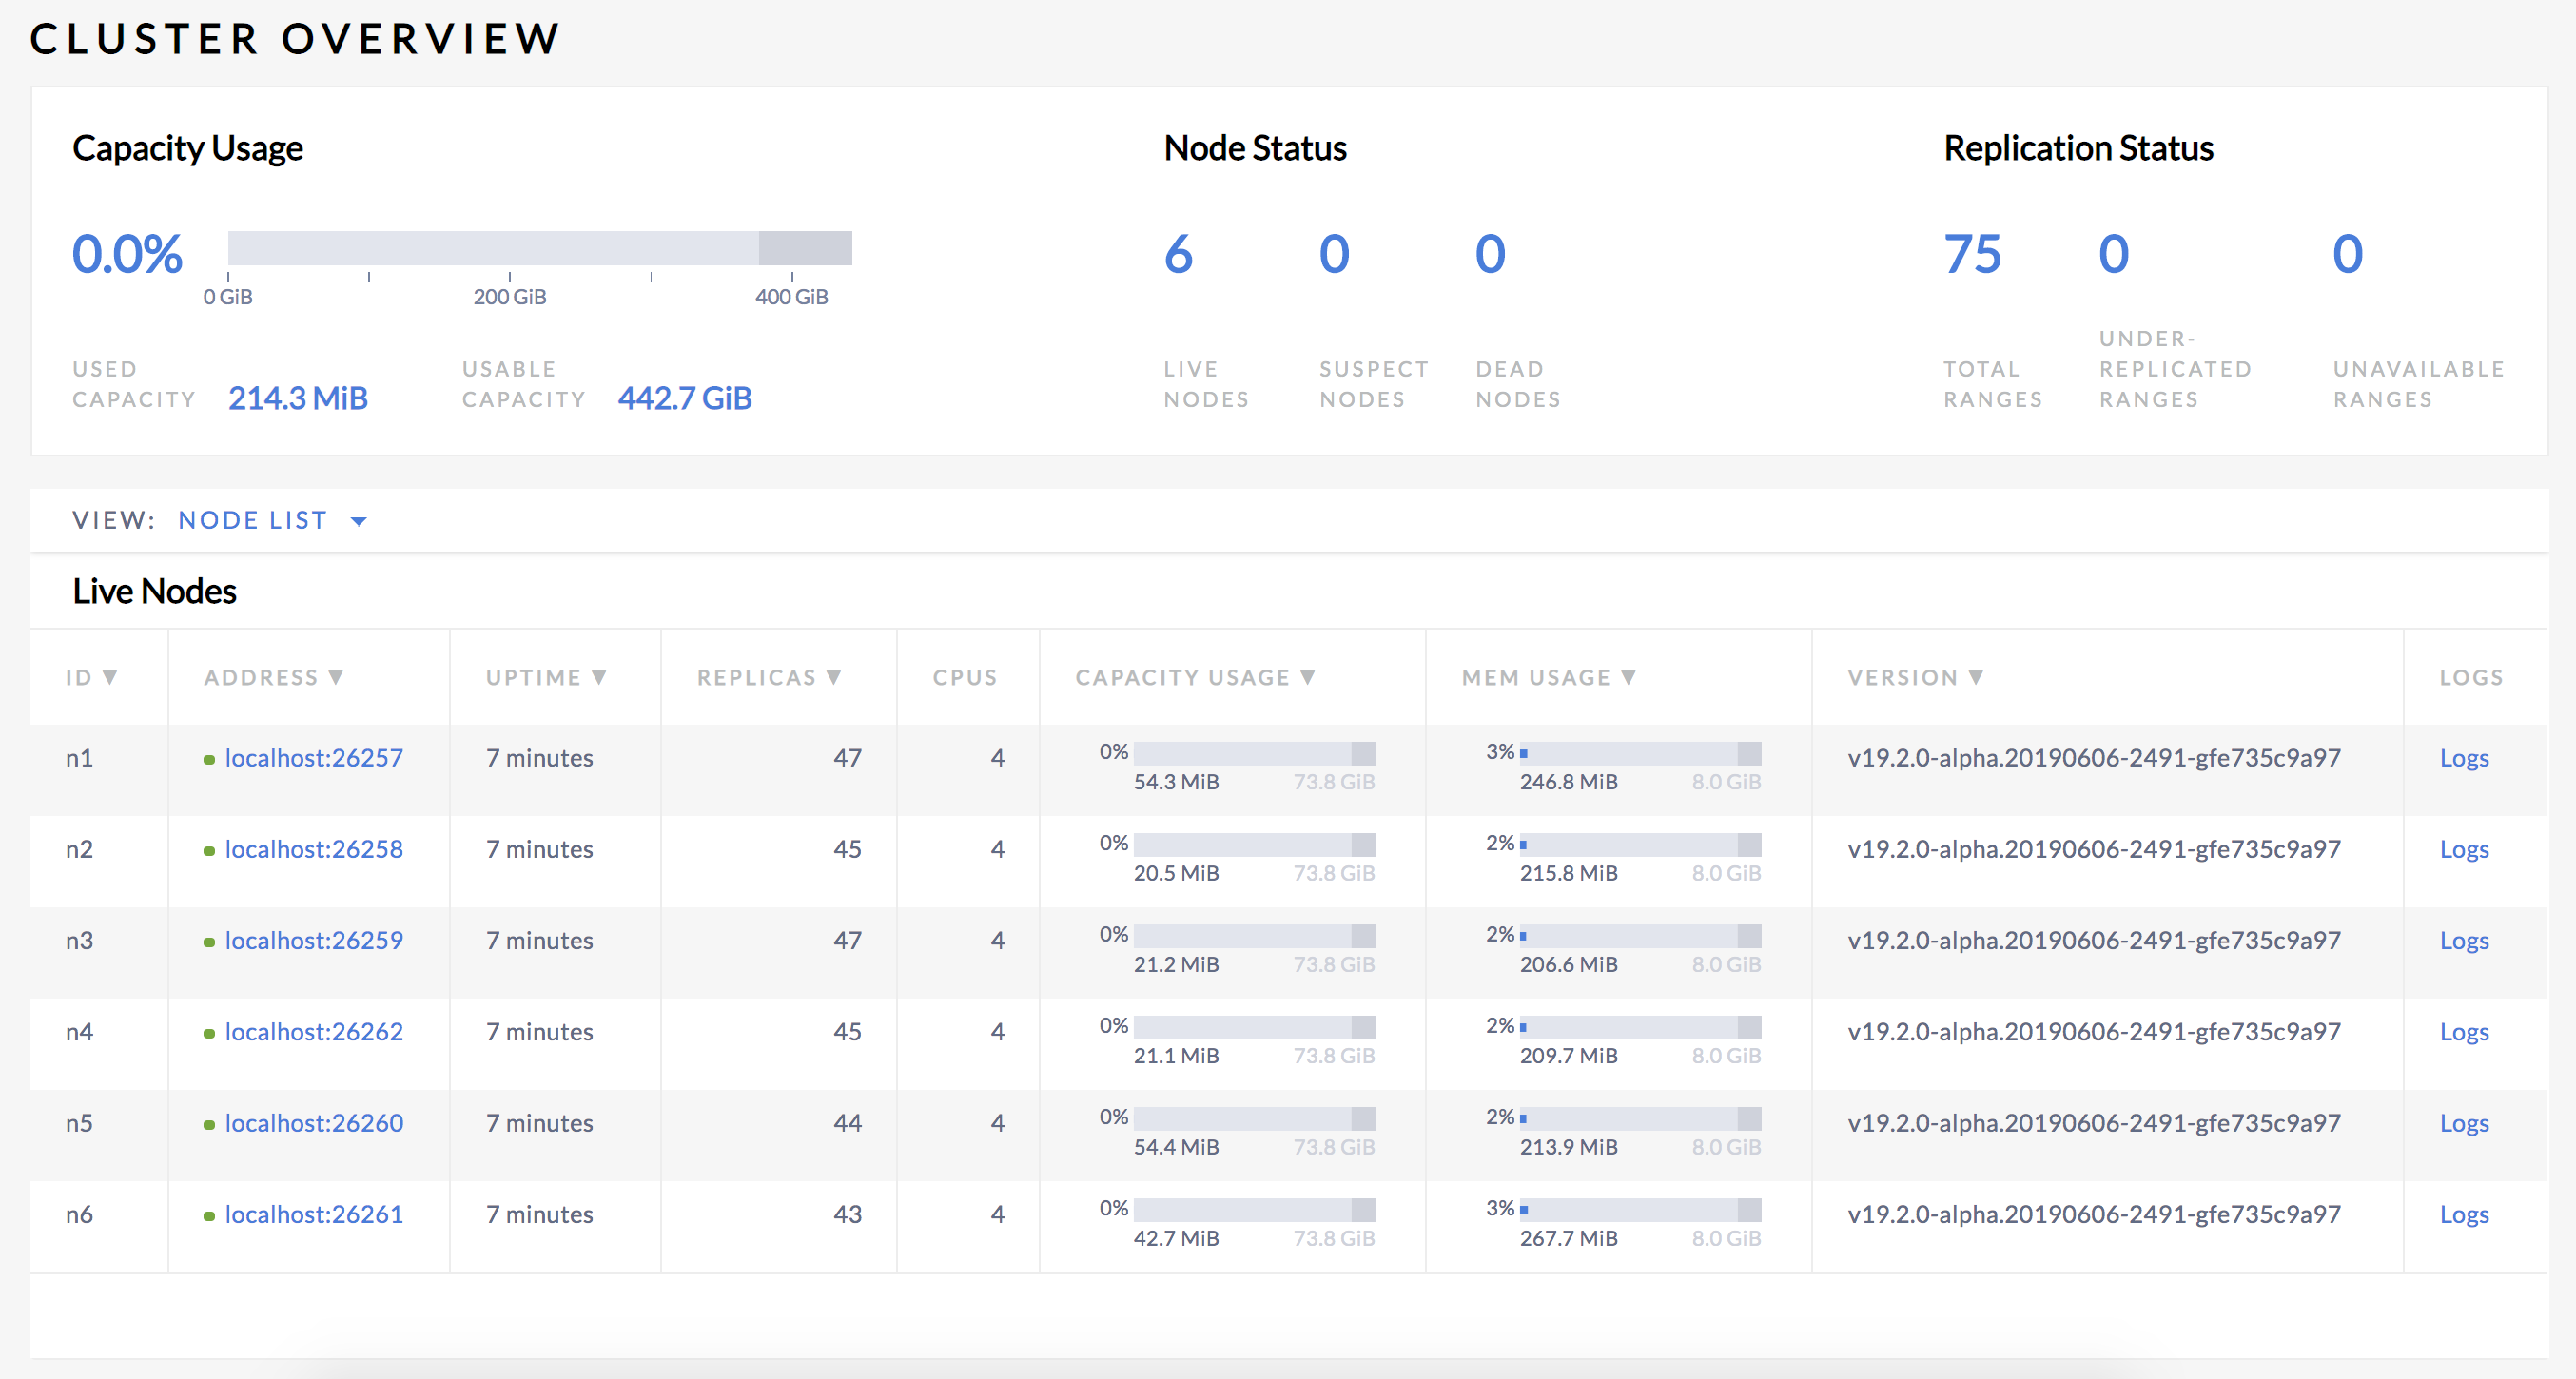 CLUSTER OVERVIEW
Capacity Usage
0.0%
0 GiB 200 GiB 400 GiB
USED CAPACITY 214.3 MiB
USABLE CAPACITY 442.7 GiB
Node Status
6 0 0
LIVE NODES
SUSPECT NODES
DEAD NODES
Replication Status
75 0 0
TOTAL RANGES
UNDER-REPLICATED RANGES
UNAVAILABLE RANGES
VIEW: NODE LIST
Live Nodes
ID ▼ ADDRESS ▼ UPTIME ▼ REPLICAS ▼ CPUS CAPACITY USAGE ▼ MEM USAGE ▼ VERSION ▼ LOGS
n1 localhost:26257 7 minutes 47 4 0% 54.3 MiB 73.8 GiB 3% 246.8 MiB 8.0 GiB v19.2.0-alpha.20190606-2491-gfe735c9a97 Logs
n2 localhost:26258 7 minutes 45 4 0% 20.5 MiB 73.8 GiB 2% 215.8 MiB 8.0 GiB v19.2.0-alpha.20190606-2491-gfe735c9a97 Logs
n3 localhost:26259 7 minutes 47 4 0% 21.2 MiB 73.8 GiB 2% 206.6 MiB 8.0 GiB v19.2.0-alpha.20190606-2491-gfe735c9a97 Logs
n4 localhost:26262 7 minutes 45 4 0% 21.1 MiB 73.8 GiB 2% 209.7 MiB 8.0 GiB v19.2.0-alpha.20190606-2491-gfe735c9a97 Logs
n5 localhost:26260 7 minutes 44 4 0% 54.4 MiB 73.8 GiB 2% 213.9 MiB 8.0 GiB v19.2.0-alpha.20190606-2491-gfe735c9a97 Logs
n6 localhost:26261 7 minutes 43 4 0% 42.7 MiB 73.8 GiB 3% 267.7 MiB 8.0 GiB v19.2.0-alpha.20190606-2491-gfe735c9a97 Logs